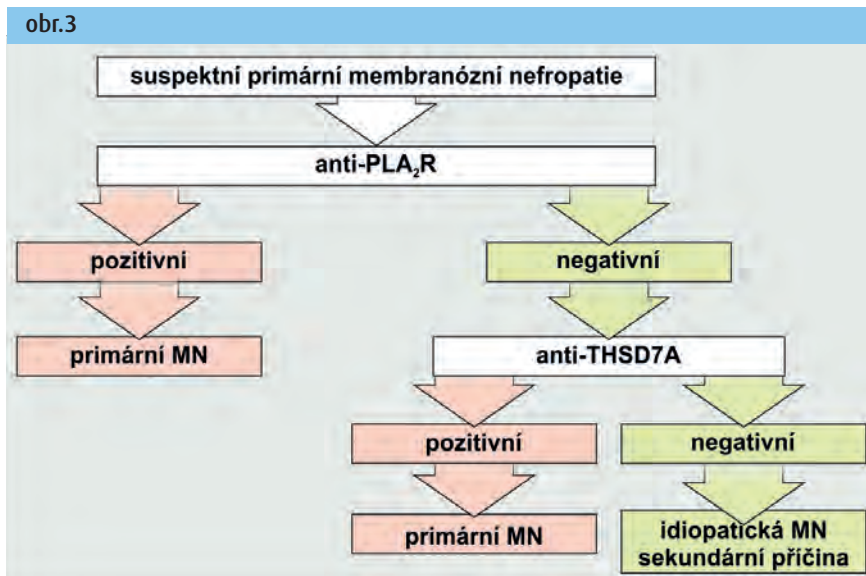 obr.3
suspektní primární membranózní nefropatie
anti-PLA₂R
pozitivni
negativní
primární MN
anti-THSD7A
pozitivní
negativní
primární MN
idiopatická MN
sekundární příčina